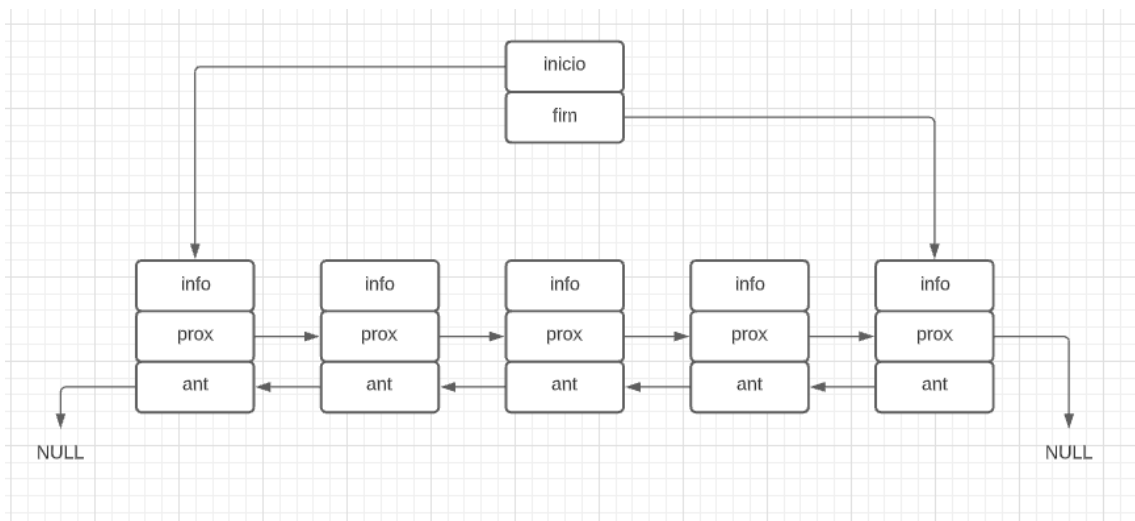 inicio
fim
info info info info info
prox prox prox prox prox
ant ant ant ant ant
NULL NULL